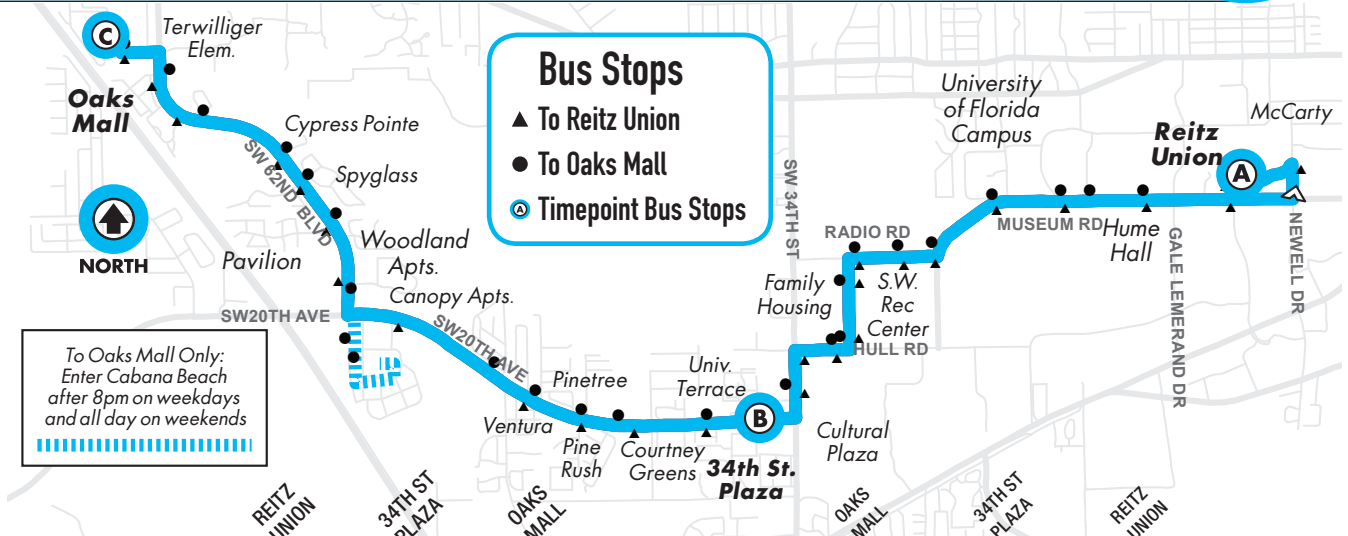 C
Terwilliger
Elem.
Oaks
Mall
Bus Stops
To Reitz Union
To Oaks Mall
A Timepoint Bus Stops
University
of Florida
Campus
McCarty
Reitz
Union
A
Cypress Pointe
Spyglass
SW 62ND BLVD
NORTH
SW 34TH ST
RADIO RD
MUSEUM RD
Hume
Hall
GALE LEMERAND DR
NEWELL DR
Pavilion
Woodland
Apts.
Canopy Apts.
Family
Housing
S.W.
Rec
Center
HULL RD
SW20TH AVE
SW20TH AVE
To Oaks Mall Only:
Enter Cabana Beach
after 8pm on weekdays
and all day on weekends
Univ.
Terrace
Pinetree
Ventura
Pine
Rush
Courtney
Greens
B
34th St.
Plaza
Cultural
Plaza
REITZ
UNION
34TH ST
PLAZA
OAKS
MALL
OAKS
MALL
34TH ST
PLAZA
REITZ
UNION